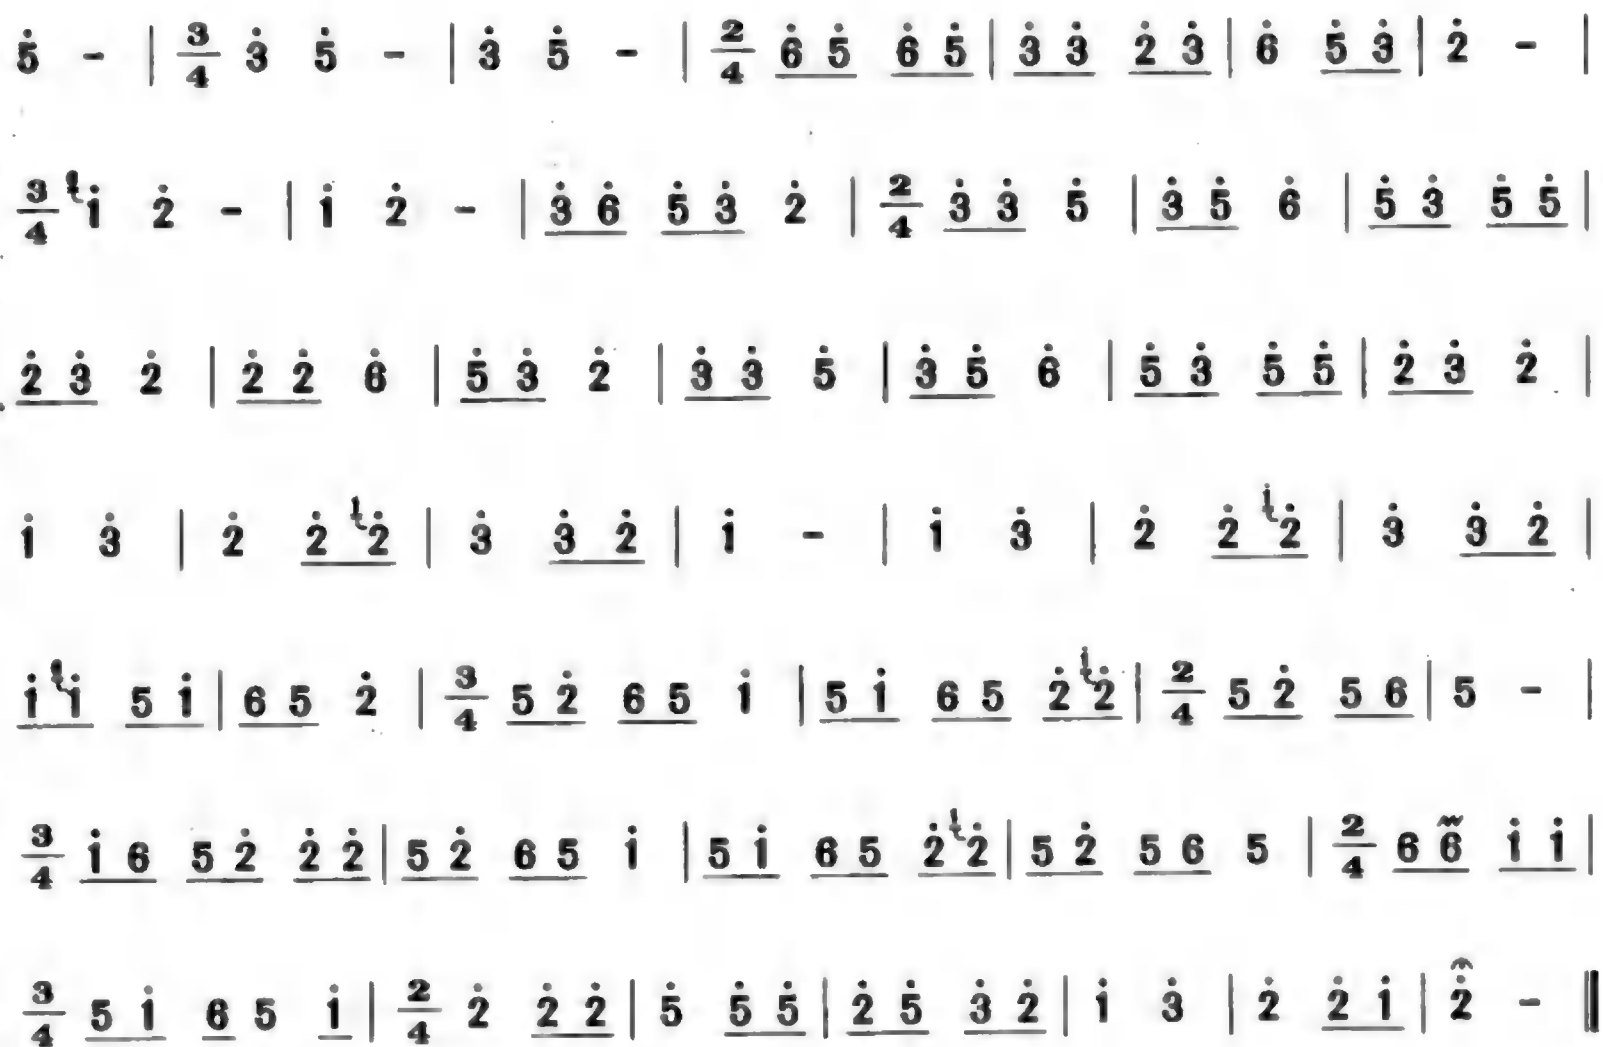 5̇ - | 3/4 3̇ 5̇ - | 3̇ 5̇ - | 2/4 6̇ 5̇ 6̇ 5̇ | 3̇ 3̇ 2̇ 3̇ | 6̇ 5̇ 3̇ | 2̇ - |
3/4 1̇ 2̇ - | 1̇ 2̇ - | 3̇ 6̇ 5̇ 3̇ 2̇ | 2/4 3̇ 3̇ 5̇ | 3̇ 5̇ 6̇ | 5̇ 3̇ 5̇ 5̇ |
2̇ 3̇ 2̇ | 2̇ 2̇ 6̇ | 5̇ 3̇ 2̇ | 3̇ 3̇ 5̇ | 3̇ 5̇ 6̇ | 5̇ 3̇ 5̇ 5̇ | 2̇ 3̇ 2̇ |
1̇ 3̇ | 2̇ 2̇ 2̇ | 3̇ 3̇ 2̇ | 1̇ - | 1̇ 3̇ | 2̇ 2̇ 2̇ | 3̇ 3̇ 2̇ |
1̇ 1̇ 5 1̇ | 6 5 2̇ | 3/4 5 2̇ 6 5 1̇ | 5 1̇ 6 5 2̇ 2̇ | 2/4 5 2̇ 5 6 | 5 - |
3/4 1̇ 6 5 2̇ 2̇ 2̇ | 5 2̇ 6 5 1̇ | 5 1̇ 6 5 2̇ 2̇ | 5 2̇ 5 6 5 | 2/4 6 6 1̇ 1̇ |
3/4 5 1̇ 6 5 1̇ | 2/4 2̇ 2̇ 2̇ | 5̇ 5̇ 5̇ | 2̇ 5̇ 3̇ 2̇ | 1̇ 3̇ | 2̇ 2̇ 1̇ | 2̇ - ‖